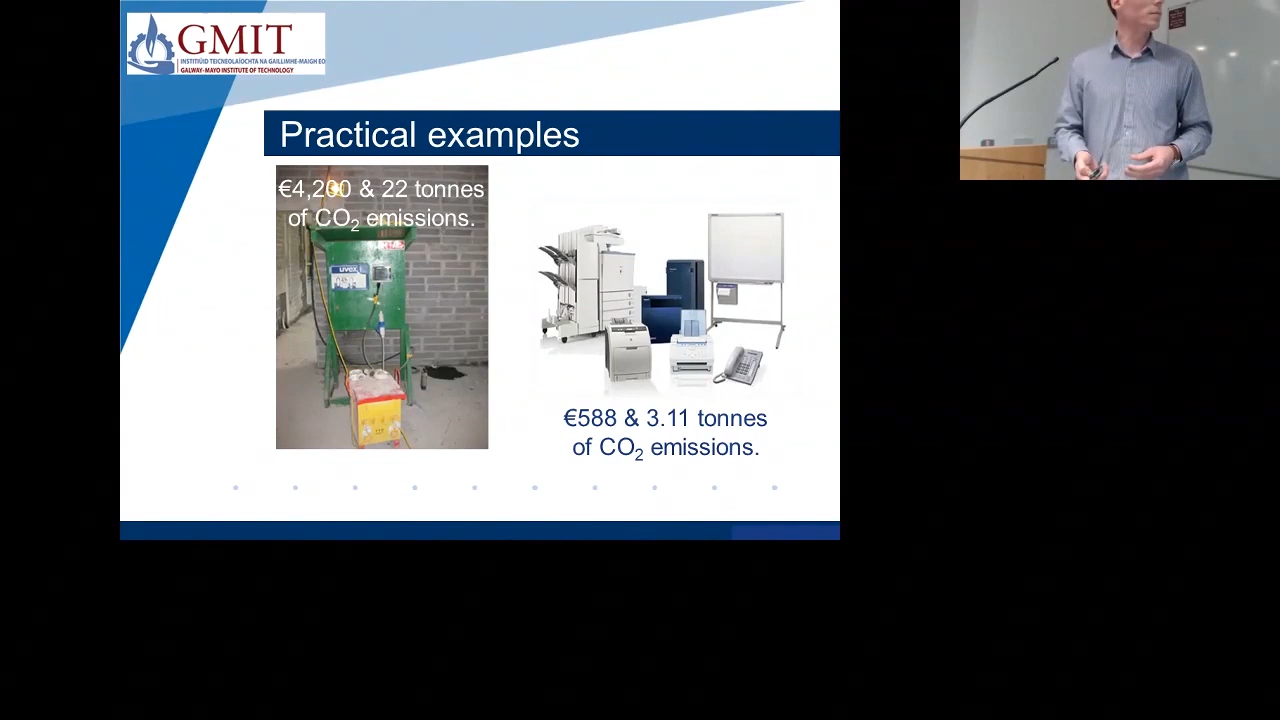 GMIT
INSTITIÚID TEICNEOLAÍOCHTA NA GAILLIMHE-MAIGH EO
GALWAY-MAYO INSTITUTE OF TECHNOLOGY
Practical examples
€4,200 & 22 tonnes
of CO2 emissions.
uvex
€588 & 3.11 tonnes
of CO2 emissions.